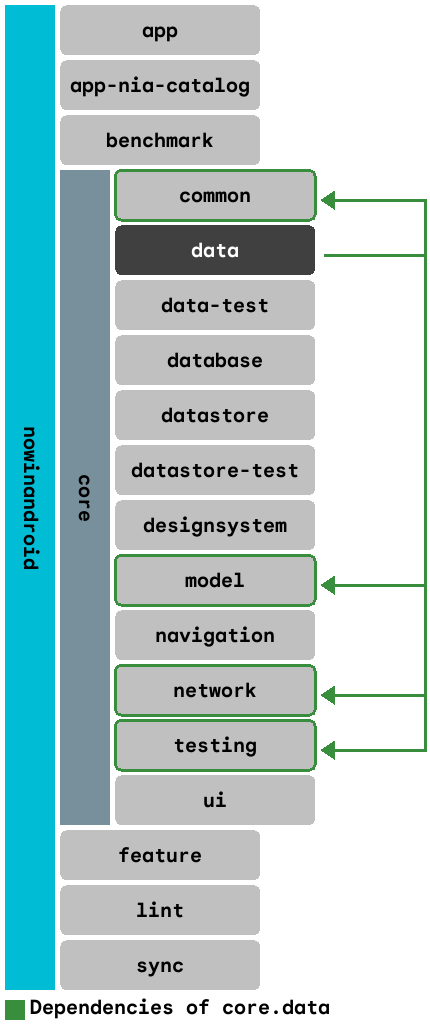 nowinandroid
app
app-nia-catalog
benchmark
core
common
data
data-test
database
datastore
datastore-test
designsystem
model
navigation
network
testing
ui
feature
lint
sync
Dependencies of core.data